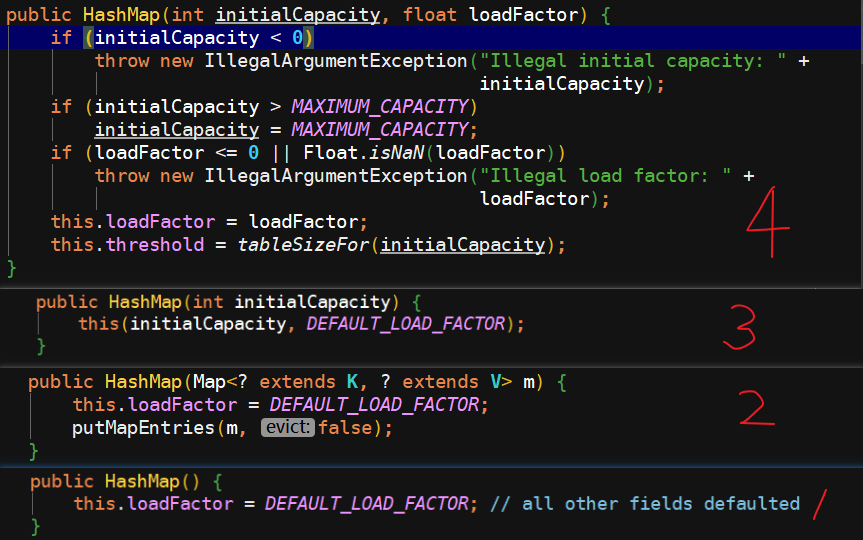 public HashMap(int initialCapacity, float loadFactor) {
if (initialCapacity < 0)
throw new IllegalArgumentException("Illegal initial capacity: " +
initialCapacity);
if (initialCapacity > MAXIMUM_CAPACITY)
initialCapacity = MAXIMUM_CAPACITY;
if (loadFactor <= 0 || Float.isNaN(loadFactor))
throw new IllegalArgumentException("Illegal load factor: " +
loadFactor);
this.loadFactor = loadFactor;
this.threshold = tableSizeFor(initialCapacity);
}
4
public HashMap(int initialCapacity) {
this(initialCapacity, DEFAULT_LOAD_FACTOR);
}
3
public HashMap(Map<? extends K, ? extends V> m) {
this.loadFactor = DEFAULT_LOAD_FACTOR;
putMapEntries(m, evict: false);
}
2
public HashMap() {
this.loadFactor = DEFAULT_LOAD_FACTOR; // all other fields defaulted
}
1